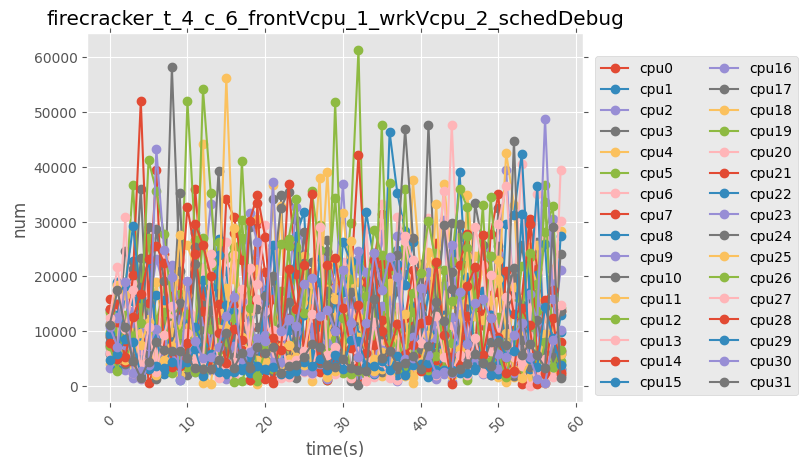 firecracker_t_4_c_6_frontVcpu_1_wrkVcpu_2_schedDebug
num
60000
50000
40000
30000
20000
10000
0
0
10
20
30
40
50
60
time(s)
cpu0
cpu1
cpu2
cpu3
cpu4
cpu5
cpu6
cpu7
cpu8
cpu9
cpu10
cpu11
cpu12
cpu13
cpu14
cpu15
cpu16
cpu17
cpu18
cpu19
cpu20
cpu21
cpu22
cpu23
cpu24
cpu25
cpu26
cpu27
cpu28
cpu29
cpu30
cpu31